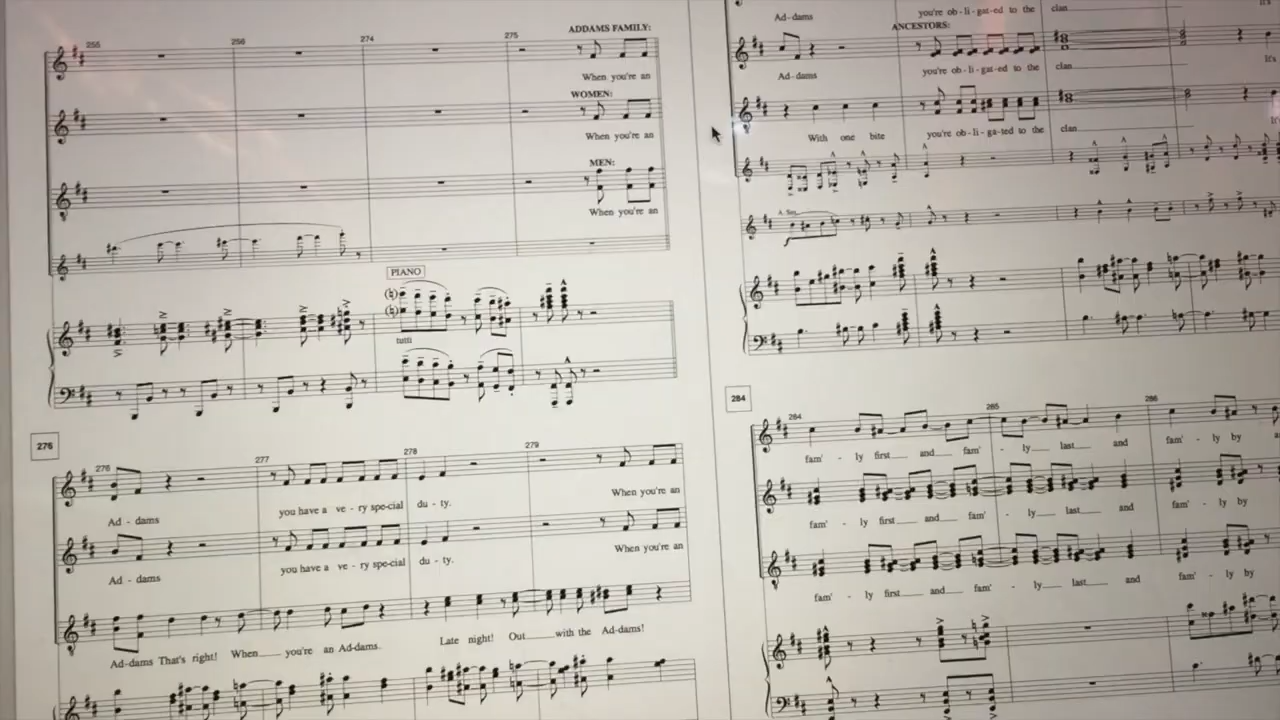 ADDAMS FAMILY:
255 256 274 275
When you're an
WOMEN:
When you're an
MEN:
When you're an
PIANO
tutti
276
276 277 278 279
you have a ve - ry special du - ty. When you're an
Ad - dams
you have a ve - ry special du - ty. When you're an
Ad - dams
Ad-dams That's right! When you're an Ad-dams. Late night! Out with the Ad-dams!
Ad-dams you're ob - li - gat - ed to the clan It's
ANCESTORS:
Ad-dams you're ob - li - gat - ed to the clan It's
With one bite you're ob - li - ga - ted to the clan
f
284
284 285 286
fam' - ly first and fam' - ly last and fam' - ly by
fam' - ly first and fam' - ly last and fam' - ly by
fam' - ly first and fam' - ly last and fam' - ly by